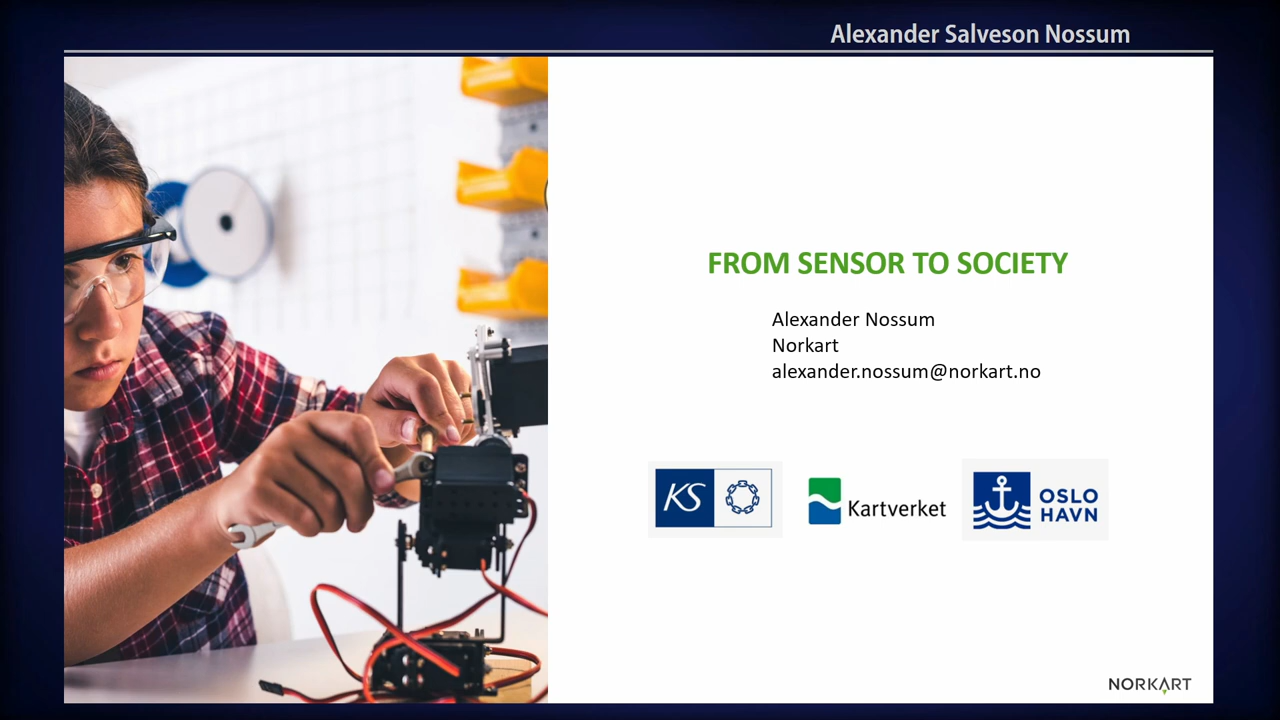 Alexander Salveson Nossum
FROM SENSOR TO SOCIETY
Alexander Nossum
Norkart
alexander.nossum@norkart.no
KS
Kartverket
OSLO
HAVN
NORKART